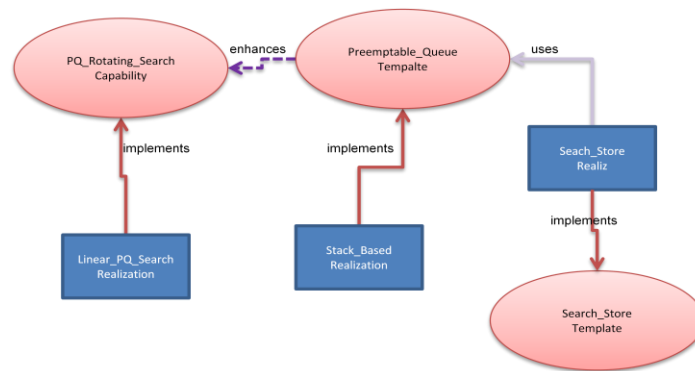 enhances
uses
PQ_Rotating_Search
Capability
Preemptable_Queue
Tempalte
implements
implements
Seach_Store
Realiz
implements
Linear_PQ_Search
Realization
Stack_Based
Realization
Search_Store
Template